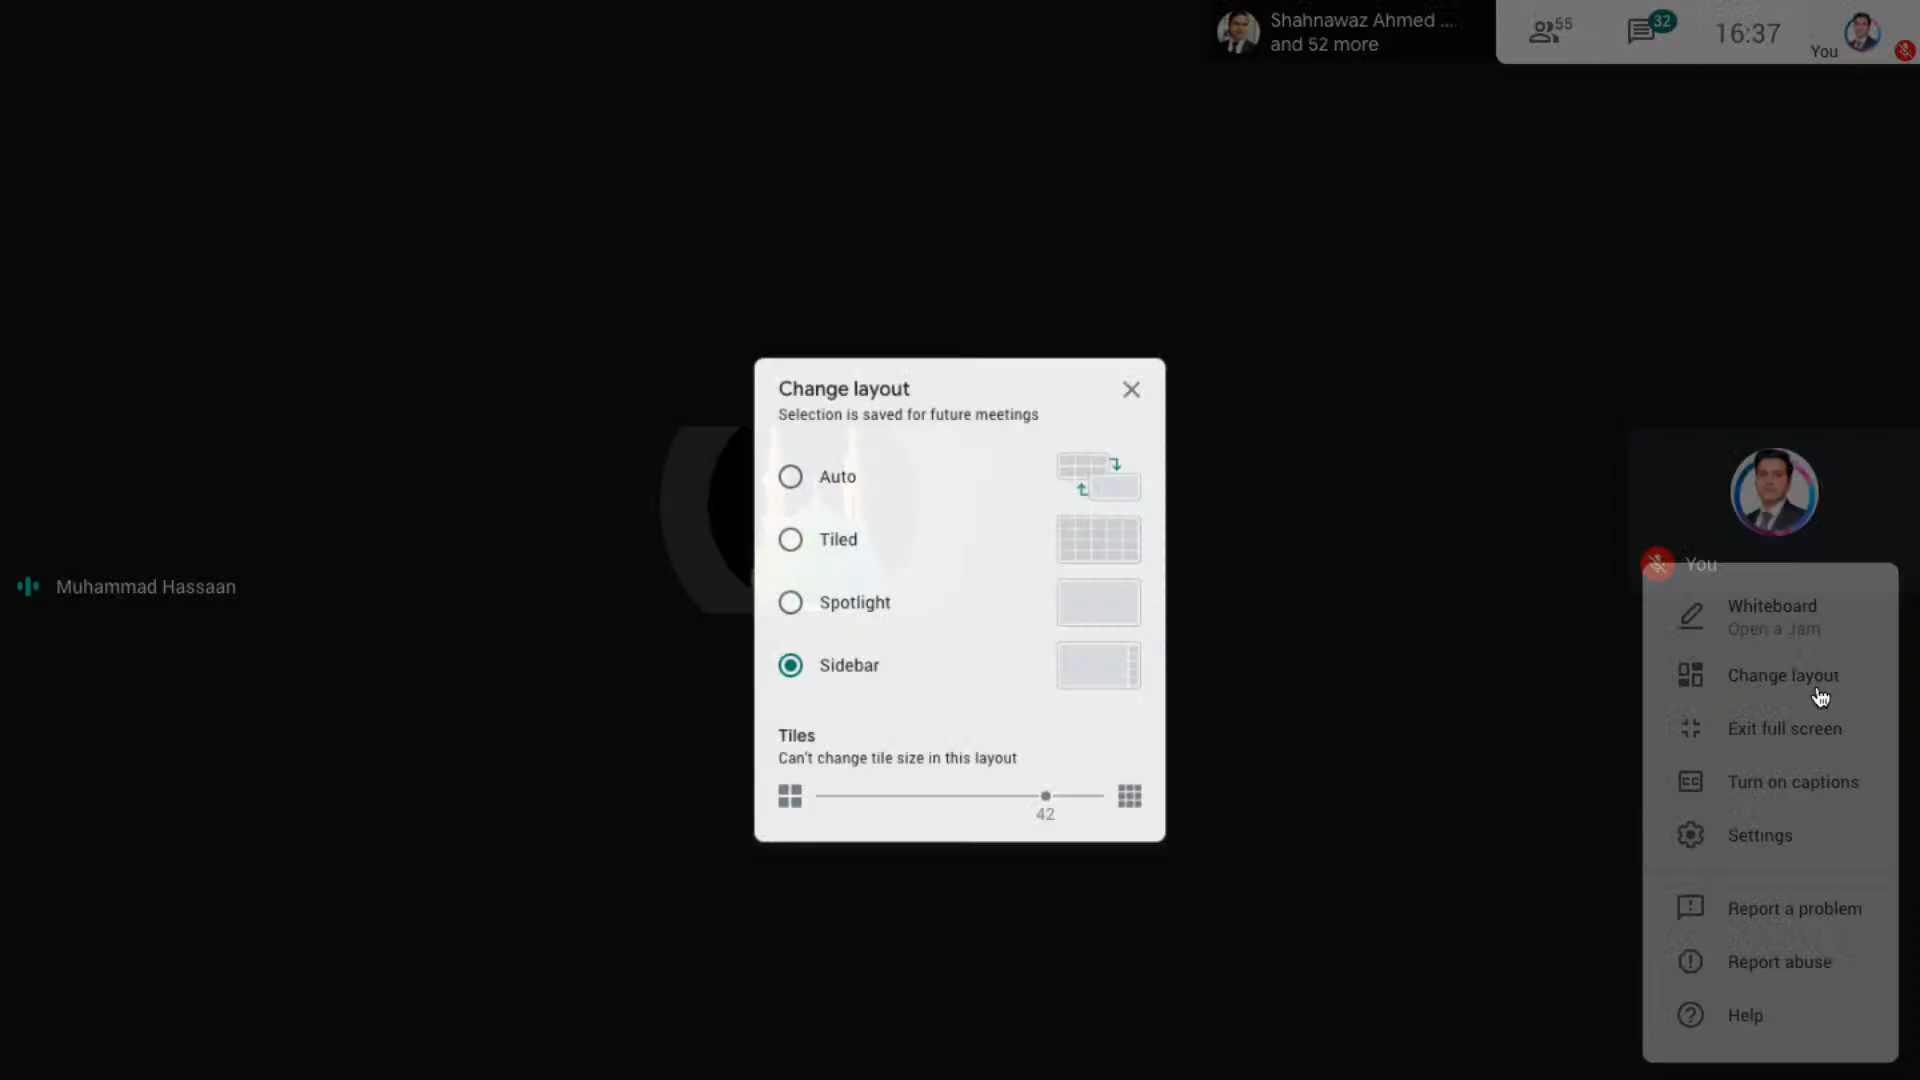 Shahnawaz Ahmed ...
and 52 more
55
32
16:37
You
Change layout
Selection is saved for future meetings
Auto
Tiled
Spotlight
Sidebar
Tiles
Can't change tile size in this layout
42
Muhammad Hassaan
You
Whiteboard
Open a Jam
Change layout
Exit full screen
CC
Turn on captions
Settings
Report a problem
Report abuse
Help